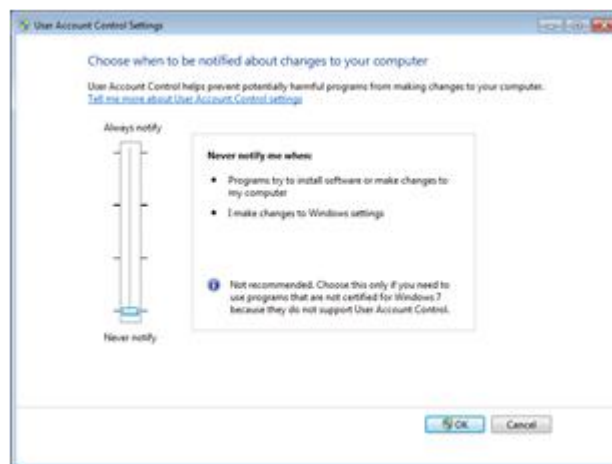 User Account Control Settings
Choose when to be notified about changes to your computer
User Account Control helps prevent potentially harmful programs from making changes to your computer.
Tell me more about User Account Control settings
Always notify
Never notify me when:
• Programs try to install software or make changes to
my computer
• I make changes to Windows settings
Not recommended. Choose this only if you need to
use programs that are not certified for Windows 7
because they do not support User Account Control.
Never notify
OK
Cancel